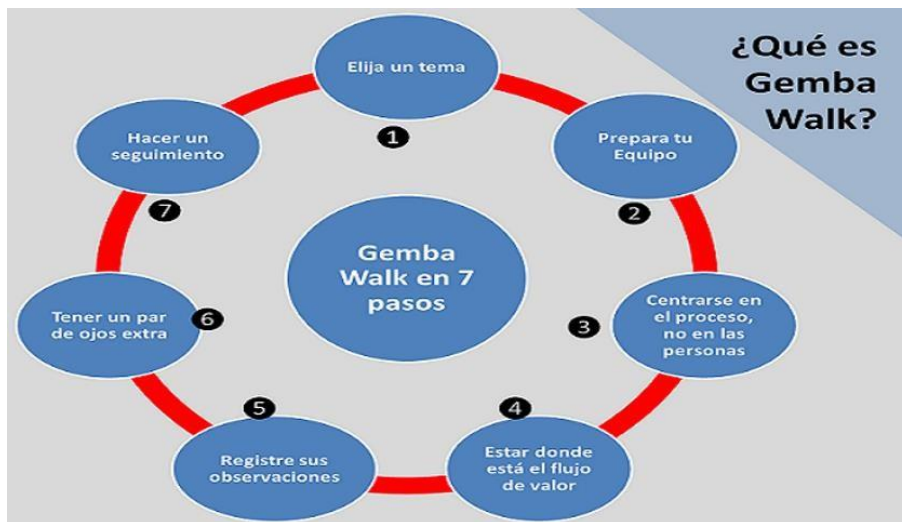 ¿Qué es
Gemba
Walk?
Elija un tema
1
Prepara tu
Equipo
2
Centrarse en
el proceso,
no en las
personas
3
Estar donde
está el flujo
de valor
4
Registre sus
observaciones
5
Tener un par
de ojos extra
6
Hacer un
seguimiento
7
Gemba
Walk en 7
pasos